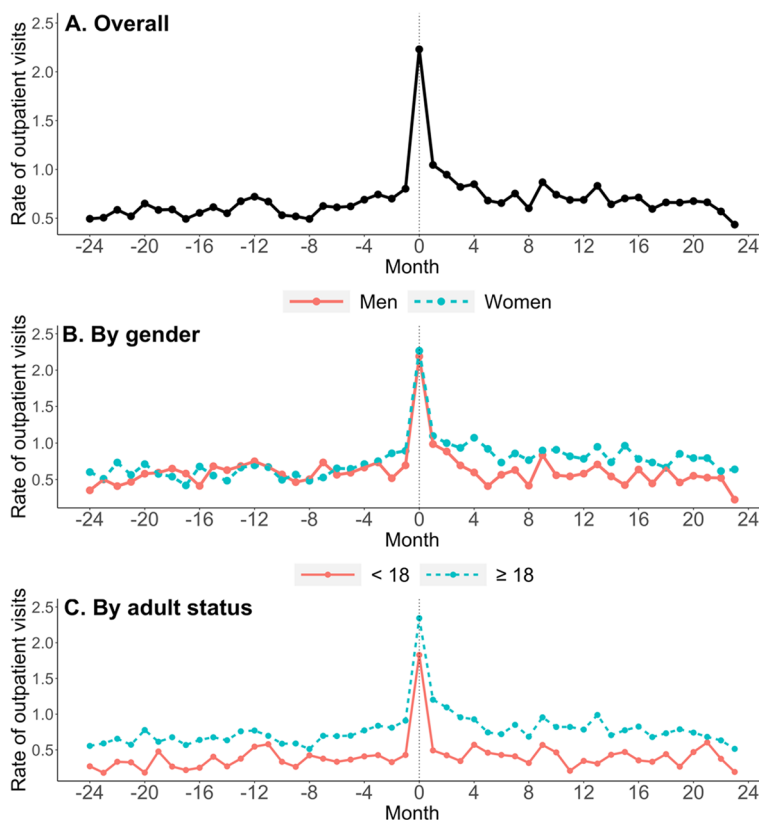 A. Overall
Rate of outpatient visits
2.5
2.0
1.5
1.0
0.5
-24 -20 -16 -12 -8 -4 0 4 8 12 16 20 24
Month
Men Women
B. By gender
Rate of outpatient visits
2.5
2.0
1.5
1.0
0.5
-24 -20 -16 -12 -8 -4 0 4 8 12 16 20 24
Month
< 18 ≥ 18
C. By adult status
Rate of outpatient visits
2.5
2.0
1.5
1.0
0.5
-24 -20 -16 -12 -8 -4 0 4 8 12 16 20 24
Month